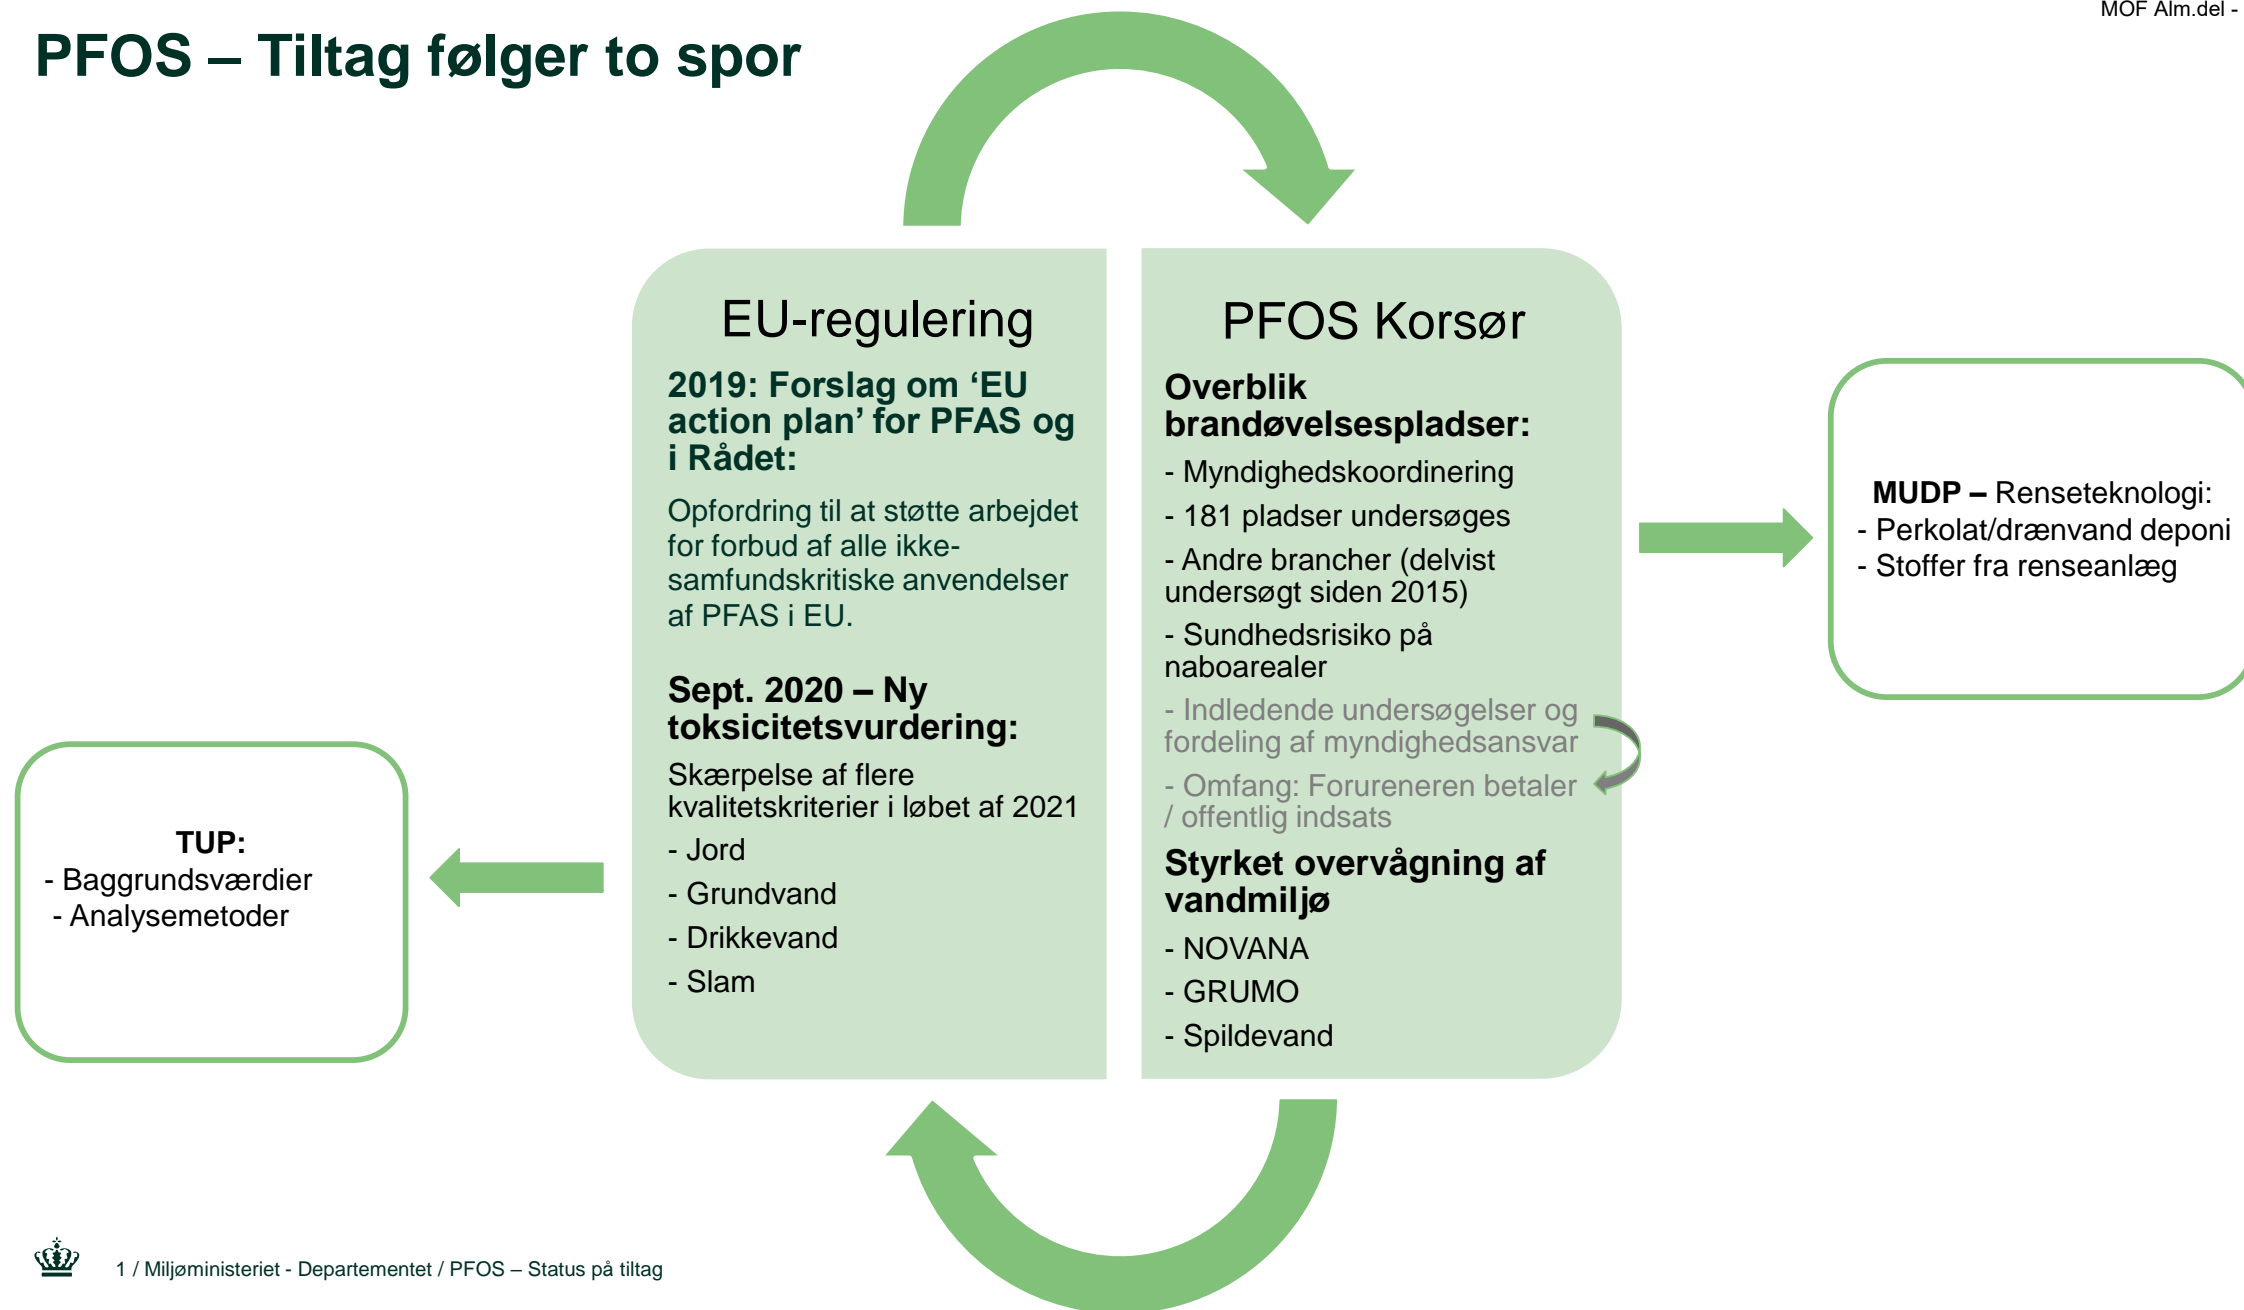 MOF Alm.del -
PFOS – Tiltag følger to spor
EU-regulering
2019: Forslag om ‘EU
action plan’ for PFAS og
i Rådet:
Opfordring til at støtte arbejdet
for forbud af alle ikke-
samfundskritiske anvendelser
af PFAS i EU.
Sept. 2020 – Ny
toksicitetsvurdering:
Skærpelse af flere
kvalitetskriterier i løbet af 2021
- Jord
- Grundvand
- Drikkevand
- Slam
PFOS Korsør
Overblik
brandøvelsespladser:
- Myndighedskoordinering
- 181 pladser undersøges
- Andre brancher (delvist
undersøgt siden 2015)
- Sundhedsrisiko på
naboarealer
- Indledende undersøgelser og
fordeling af myndighedsansvar
- Omfang: Forureneren betaler
/ offentlig indsats
Styrket overvågning af
vandmiljø
- NOVANA
- GRUMO
- Spildevand
MUDP – Renseteknologi:
- Perkolat/drænvand deponi
- Stoffer fra renseanlæg
TUP:
- Baggrundsværdier
- Analysemetoder
1 / Miljøministeriet - Departementet / PFOS – Status på tiltag